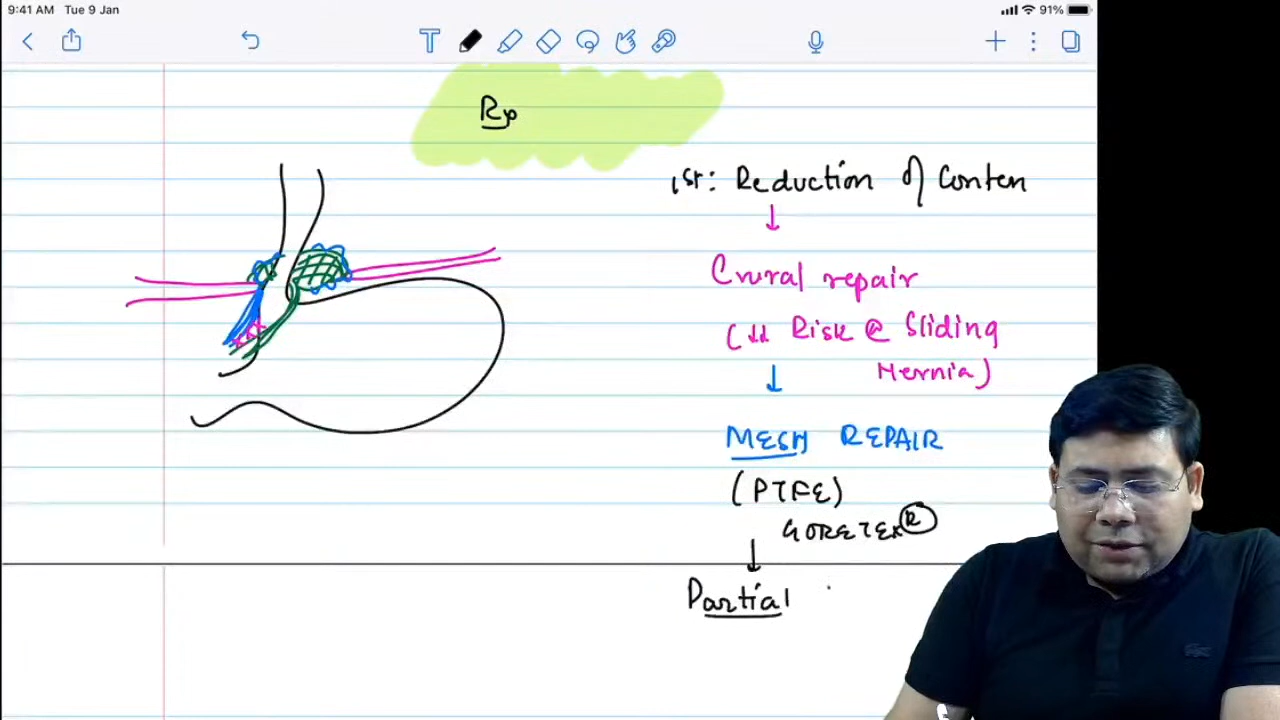 9:41 AM Tue 9 Jan
91%
Rx
1st: Reduction of Conten
↓
Crural repair
(↓↓ Risk @ Sliding
Hernia)
↓
MESH REPAIR
(PTFE)
GORETEX ®
↓
Partial